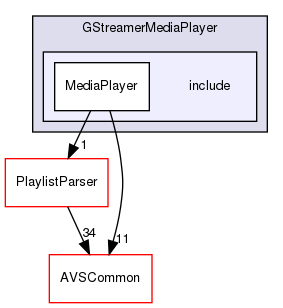 GStreamerMediaPlayer
MediaPlayer
include
1
PlaylistParser
34
11
AVSCommon